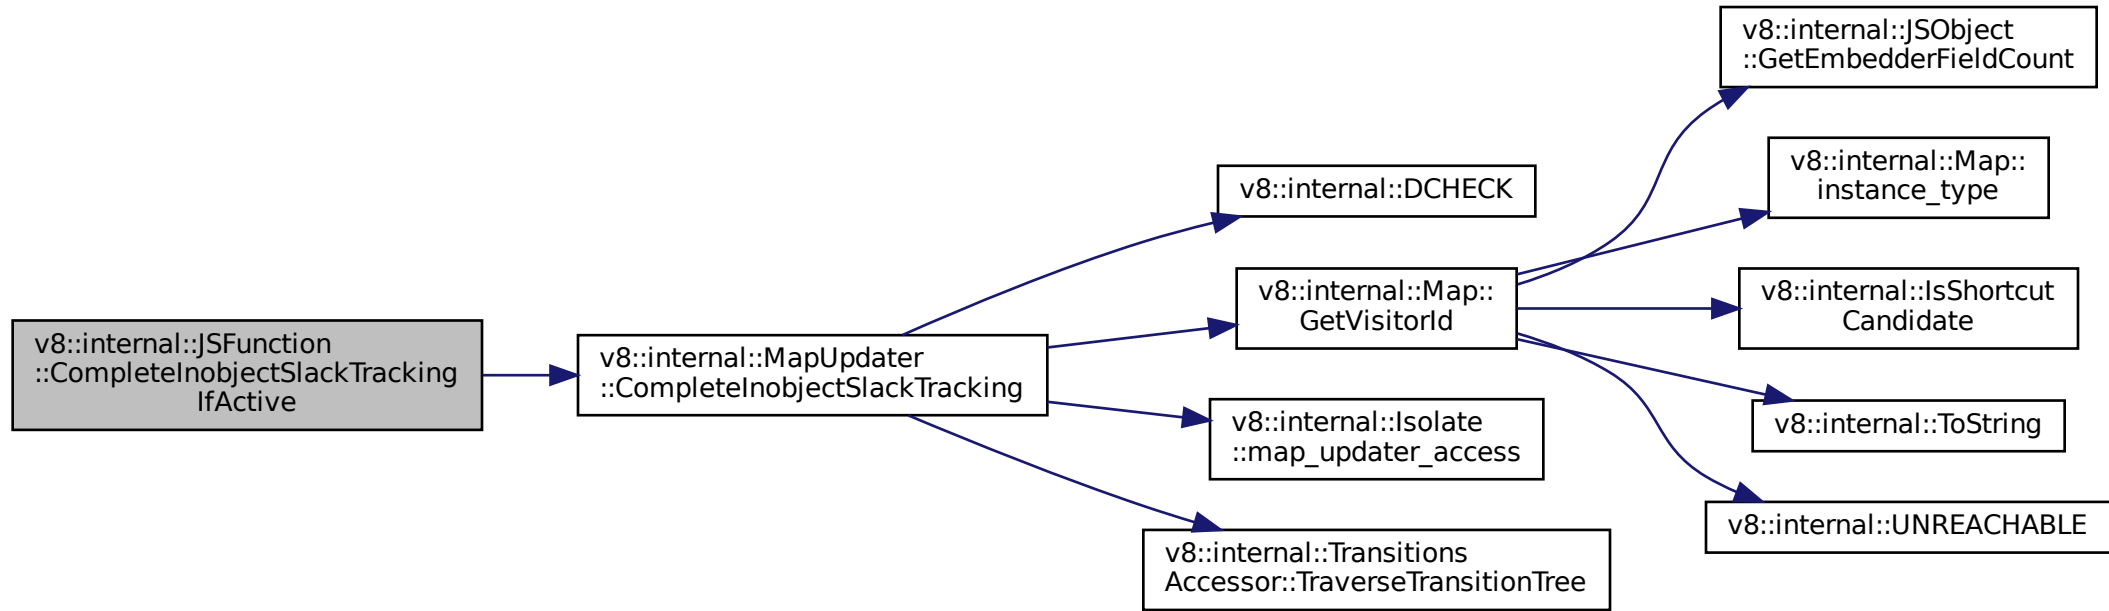 v8::internal::JSFunction
::CompleteInobjectSlackTracking
IfActive
v8::internal::MapUpdater
::CompleteInobjectSlackTracking
v8::internal::DCHECK
v8::internal::Map::
GetVisitorId
v8::internal::Isolate
::map_updater_access
v8::internal::Transitions
Accessor::TraverseTransitionTree
v8::internal::JSObject
::GetEmbedderFieldCount
v8::internal::Map::
instance_type
v8::internal::IsShortcut
Candidate
v8::internal::ToString
v8::internal::UNREACHABLE